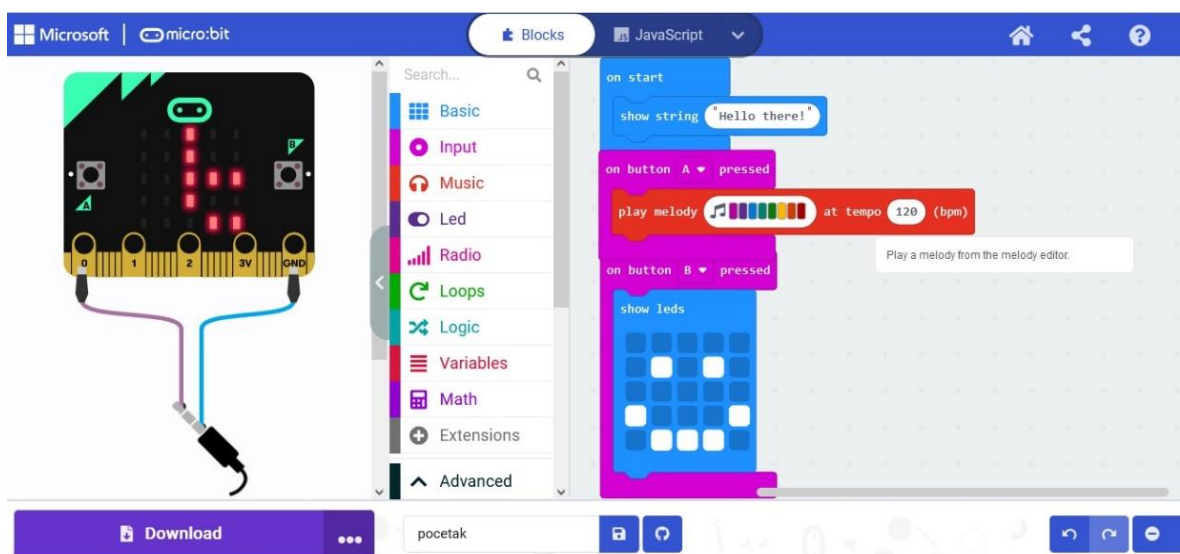 Microsoft | micro:bit
Blocks
JavaScript
Search...
Basic
Input
Music
Led
Radio
Loops
Logic
Variables
Math
Extensions
Advanced
A
B
0 1 2 3V GND
on start
show string "Hello there!"
on button A pressed
play melody at tempo 120 (bpm)
Play a melody from the melody editor.
on button B pressed
show leds
Download
pocetak